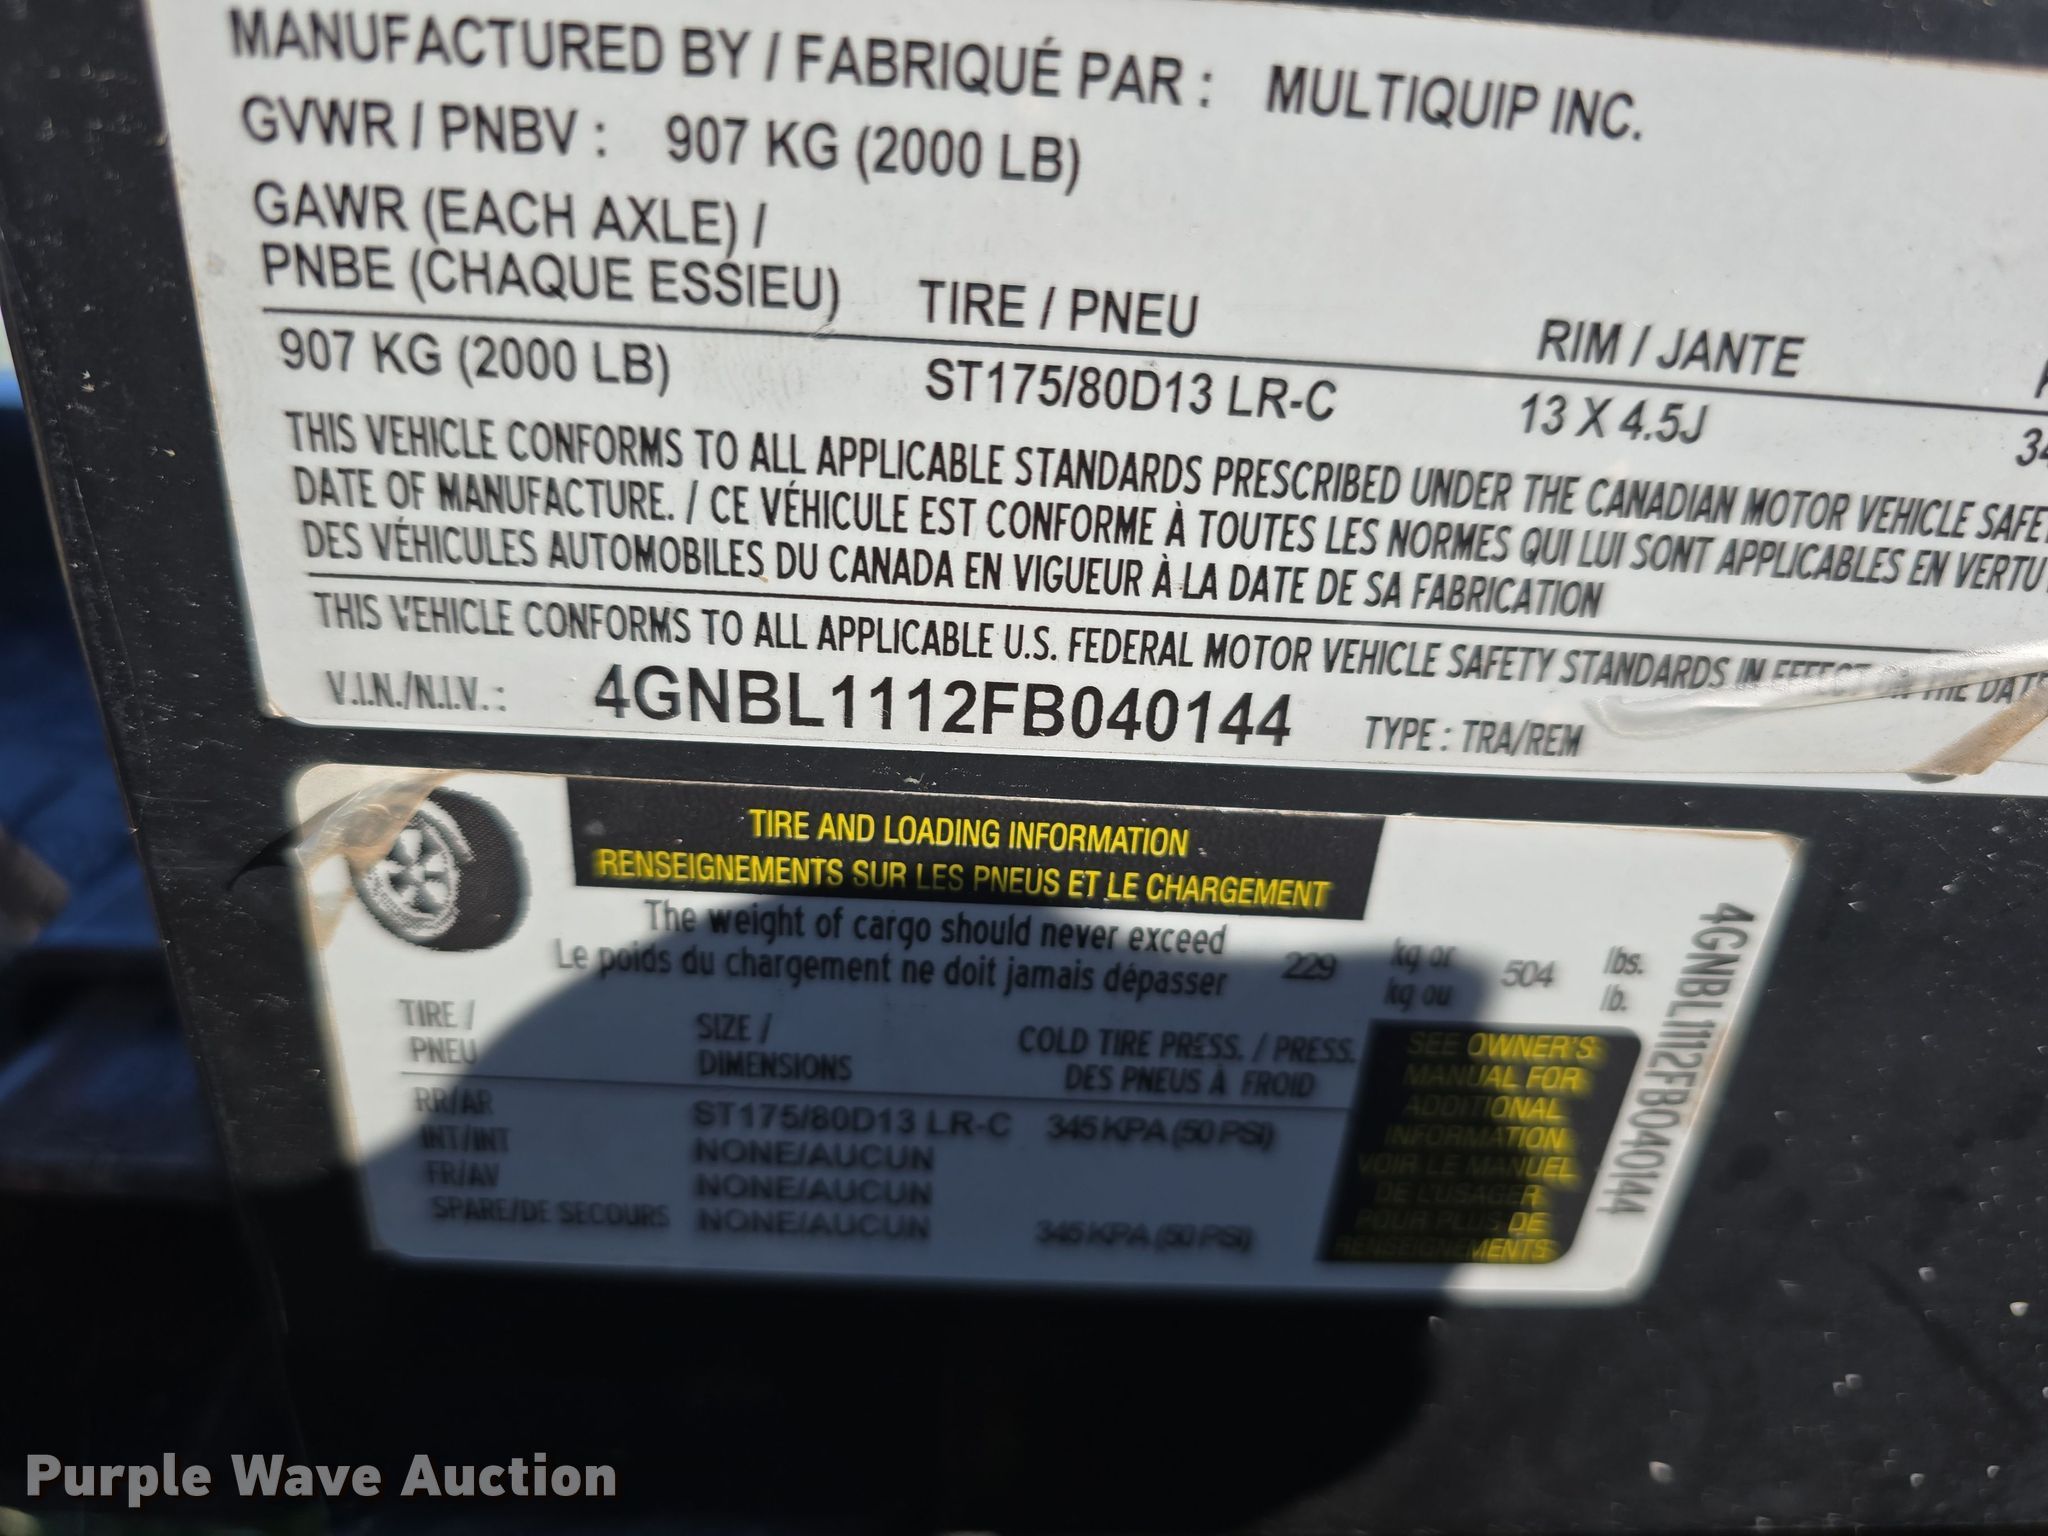 MANUFACTURED BY / FABRIQUÉ PAR : MULTIQUIP INC.
GVWR / PNBV : 907 KG (2000 LB)
GAWR (EACH AXLE) /
PNBE (CHAQUE ESSIEU) TIRE / PNEU RIM / JANTE
907 KG (2000 LB) ST175/80D13 LR-C 13 X 4.5J 34
THIS VEHICLE CONFORMS TO ALL APPLICABLE STANDARDS PRESCRIBED UNDER THE CANADIAN MOTOR VEHICLE SAFE
DATE OF MANUFACTURE. / CE VÉHICULE EST CONFORME À TOUTES LES NORMES QUI LUI SONT APPLICABLES EN VERTU
DES VÉHICULES AUTOMOBILES DU CANADA EN VIGUEUR À LA DATE DE SA FABRICATION
THIS VEHICLE CONFORMS TO ALL APPLICABLE U.S. FEDERAL MOTOR VEHICLE SAFETY STANDARDS IN EFFECT ON THE DATE
V.I.N./N.I.V. : 4GNBL1112FB040144 TYPE : TRA/REM
TIRE AND LOADING INFORMATION
RENSEIGNEMENTS SUR LES PNEUS ET LE CHARGEMENT
The weight of cargo should never exceed 229 kg or 504 lbs.
Le poids du chargement ne doit jamais dépasser kg ou lb.
TIRE / SIZE / COLD TIRE PRESS. / PRESS.
PNEU DIMENSIONS DES PNEUS À FROID
RR/AR ST175/80D13 LR-C 345 KPA (50 PSI)
INT/INT NONE/AUCUN
FR/AV NONE/AUCUN
SPARE/DE SECOURS NONE/AUCUN 345 KPA (50 PSI)
SEE OWNER'S
MANUAL FOR
ADDITIONAL
INFORMATION
VOIR LE MANUEL
DE L'USAGER
POUR PLUS DE
RENSEIGNEMENTS
4GNBL1112FB040144
Purple Wave Auction